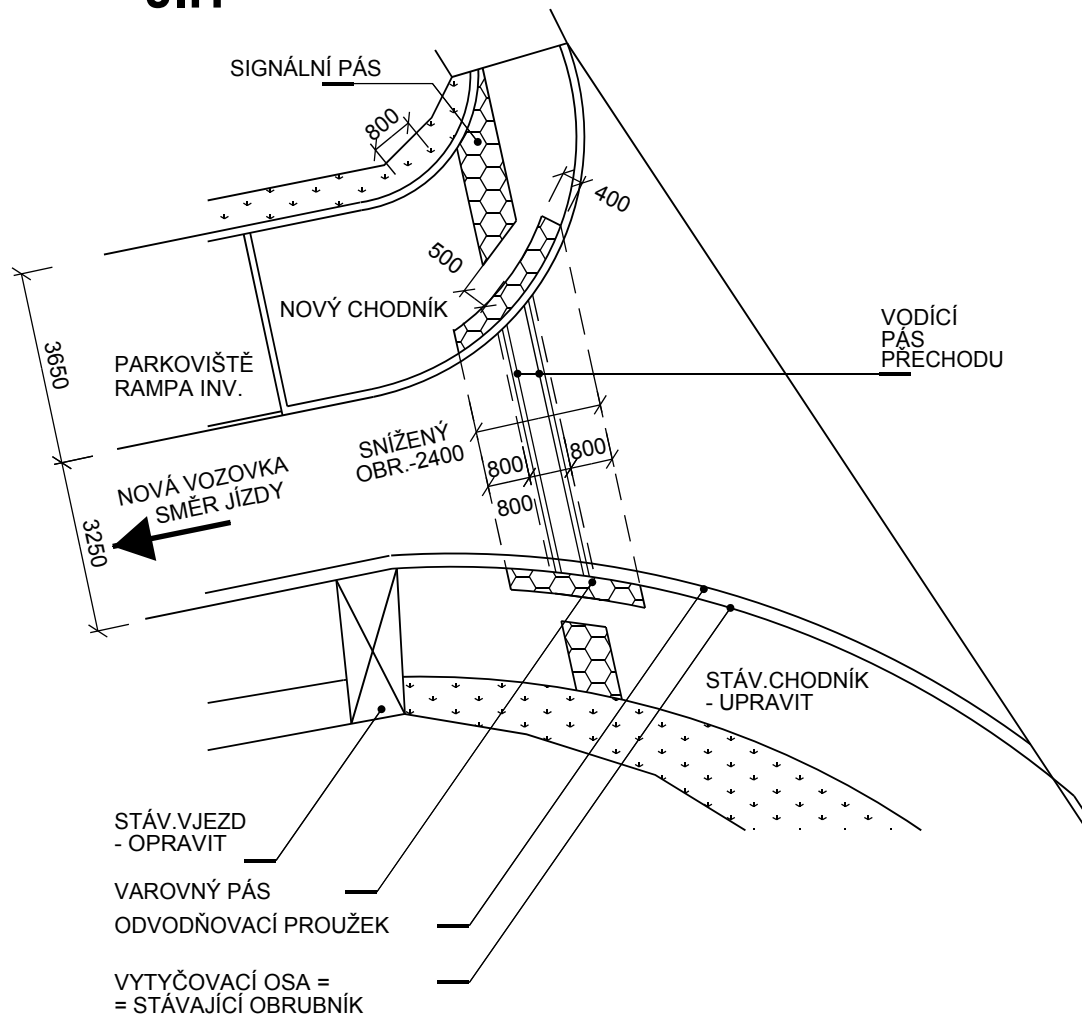 SIGNÁLNÍ PÁS
800
400
500
NOVÝ CHODNÍK
VODÍCÍ
PÁS
PŘECHODU
3650
PARKOVIŠTĚ
RAMPA INV.
SNÍŽENÝ
OBR.-2400
800
800
800
NOVÁ VOZOVKA
SMĚR JÍZDY
3250
STÁV.CHODNÍK
- UPRAVIT
STÁV.VJEZD
- OPRAVIT
VAROVNÝ PÁS
ODVODŇOVACÍ PROUŽEK
VYTYČOVACÍ OSA =
= STÁVAJÍCÍ OBRUBNÍK